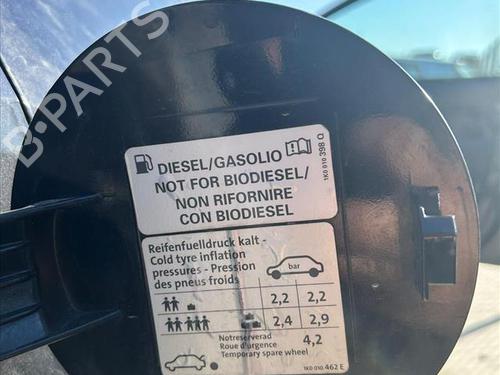 B-PARTS
DIESEL/GASOLIO
NOT FOR BIODIESEL/
NON RIFORNIRE
CON BIODIESEL
1K0 010 398 Q
Reifenfuelldruck kalt -
Cold tyre inflation
pressures - Pression
des pneus froids
bar
2,2 2,2
2,4 2,9
Notreserverad
Roue d'urgence
Temporary spare wheel
4,2
1K0 010 462 E